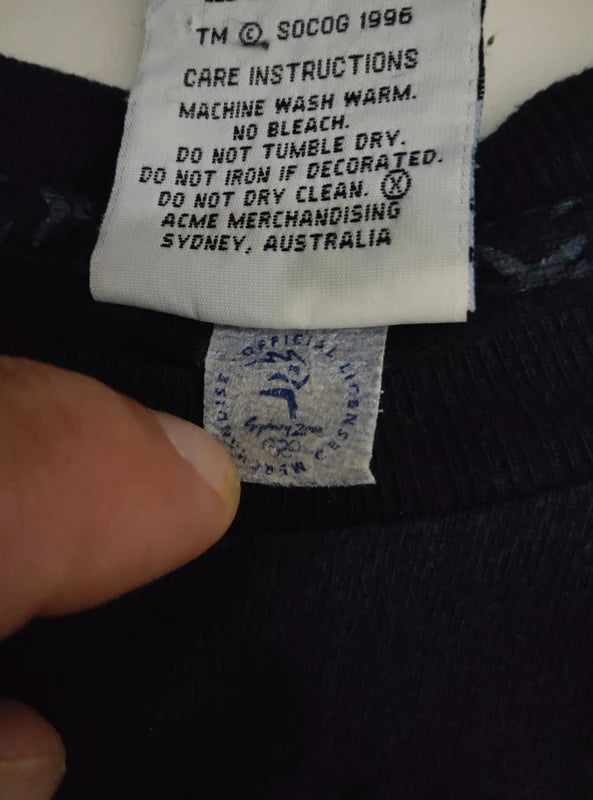 TM ©. SOCOG 1996
CARE INSTRUCTIONS
MACHINE WASH WARM.
NO BLEACH.
DO NOT TUMBLE DRY.
DO NOT IRON IF DECORATED.
DO NOT DRY CLEAN. Ⓧ
ACME MERCHANDISING
SYDNEY, AUSTRALIA
OFFICIAL LICENSED MERCHANDISE
Sydney 2000